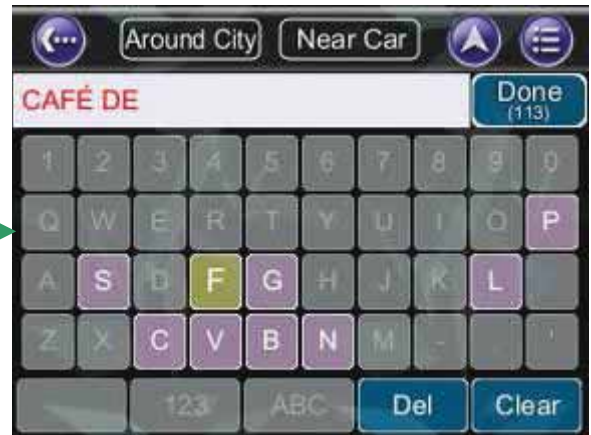 Around City Near Car
CAFÉ DE Done
(113)
1 2 3 4 5 6 7 8 9 0
Q W E R T Y U I O P
A S D F G H J K L
Z X C V B N M - . '
123 ABC Del Clear